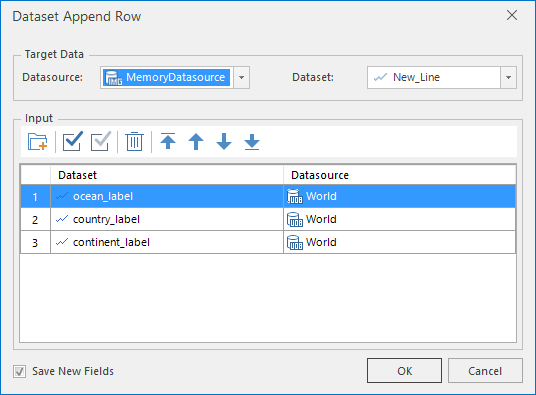 Dataset Append Row
Target Data
Datasource: MemoryDatasource Dataset: New_Line
Input
Dataset Datasource
1 ocean_label World
2 country_label World
3 continent_label World
Save New Fields OK Cancel